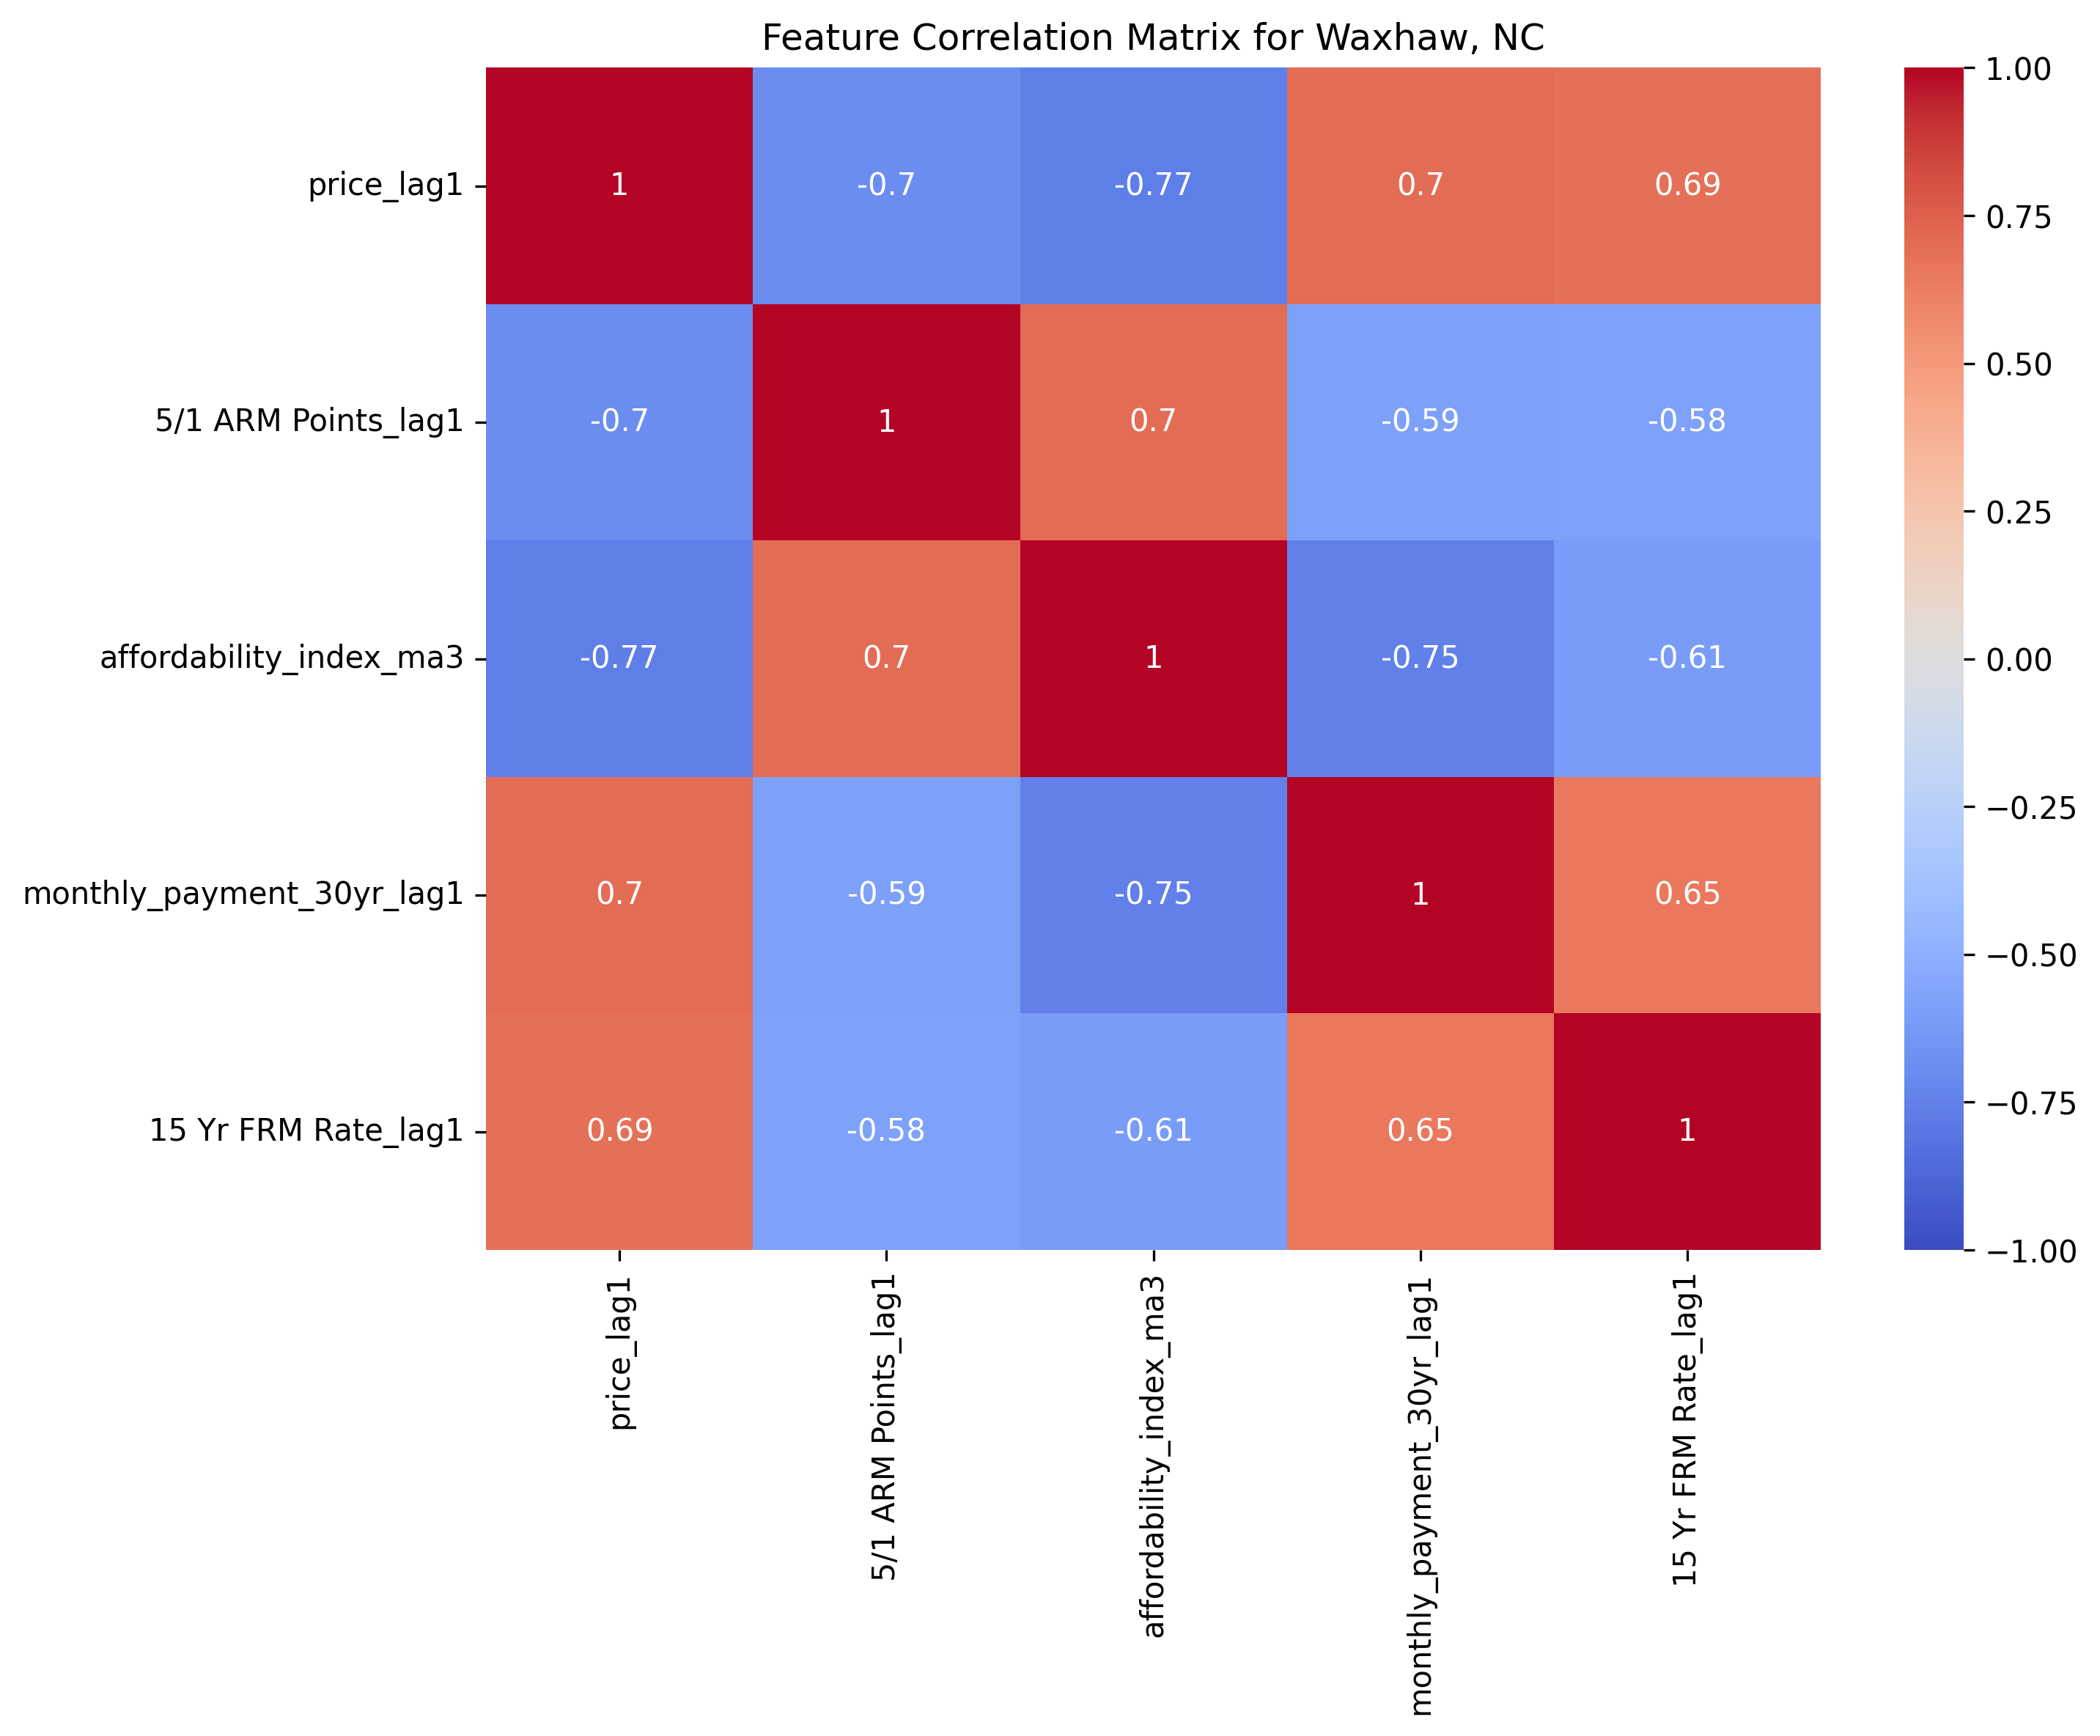 Feature Correlation Matrix for Waxhaw, NC
price_lag1 1 -0.7 -0.77 0.7 0.69
5/1 ARM Points_lag1 -0.7 1 0.7 -0.59 -0.58
affordability_index_ma3 -0.77 0.7 1 -0.75 -0.61
monthly_payment_30yr_lag1 0.7 -0.59 -0.75 1 0.65
15 Yr FRM Rate_lag1 0.69 -0.58 -0.61 0.65 1
price_lag1
5/1 ARM Points_lag1
affordability_index_ma3
monthly_payment_30yr_lag1
15 Yr FRM Rate_lag1
1.00
0.75
0.50
0.25
0.00
−0.25
−0.50
−0.75
−1.00